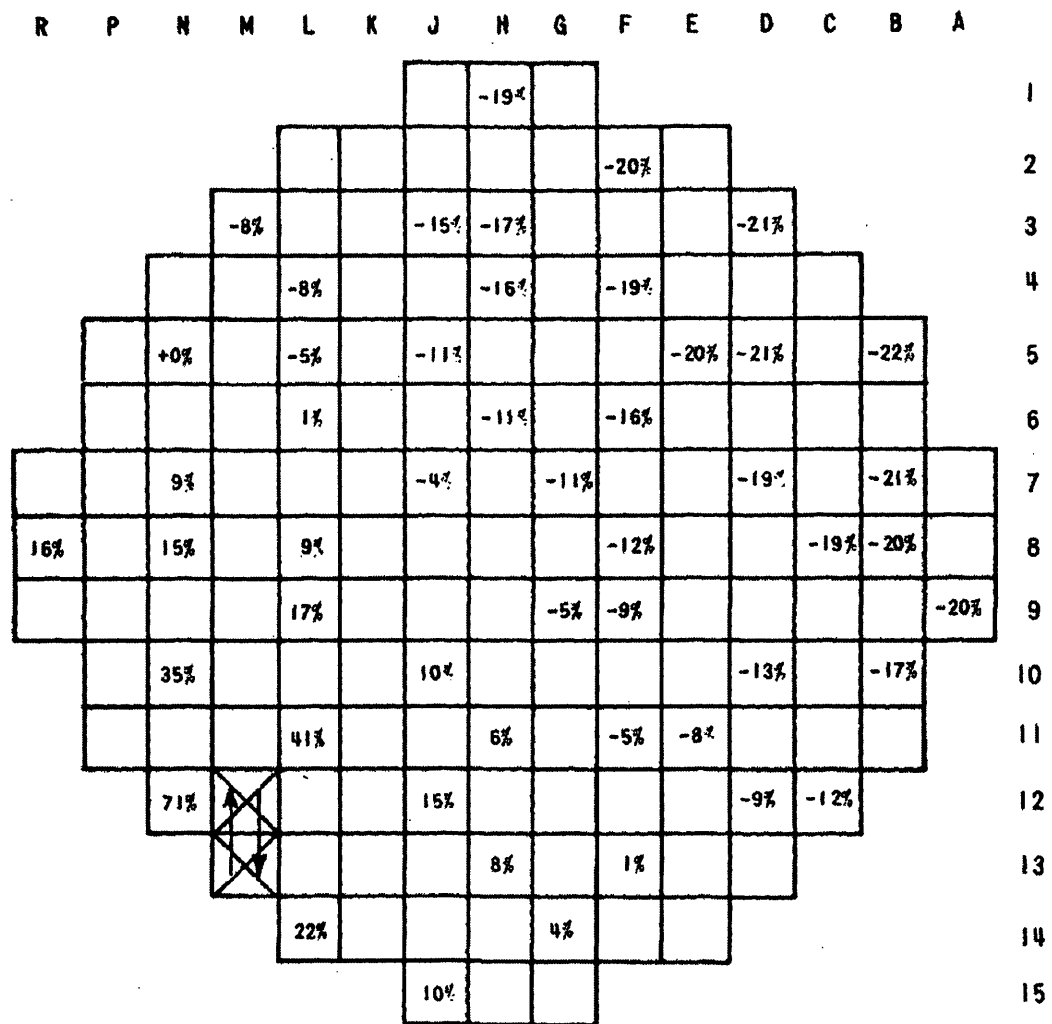 R P N M L K J H G F E D C B A
-19% 1
-20% 2
-8% -15% -17% -21% 3
-8% -16% -19% 4
+0% -5% -11% -20% -21% -22% 5
1% -11% -16% 6
9% -4% -11% -19% -21% 7
16% 15% 9% -12% -19% -20% 8
17% -5% -9% -20% 9
35% 10% -13% -17% 10
41% 6% -5% -8% 11
71% 15% -9% -12% 12
8% 1% 13
22% 4% 14
10% 15